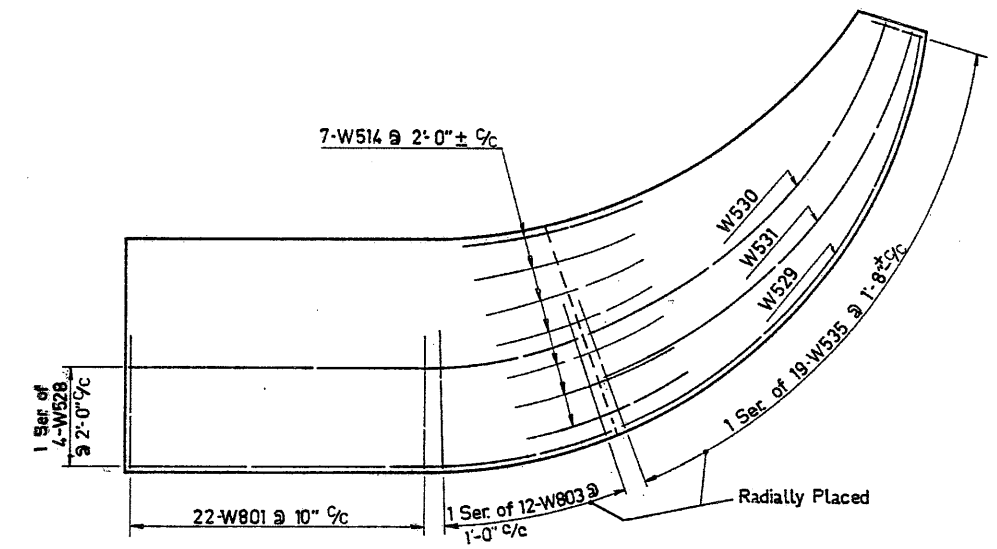 7-W514 @ 2'-0"± C/C
W530
W531
W529
1 Ser. of 19-W535 @ 1'-8"± C/C
1 Ser. of
4-W528
@ 2'-0" C/C
22-W801 @ 10" C/C
1 Ser. of 12-W803 @
1'-0" C/C
Radially Placed